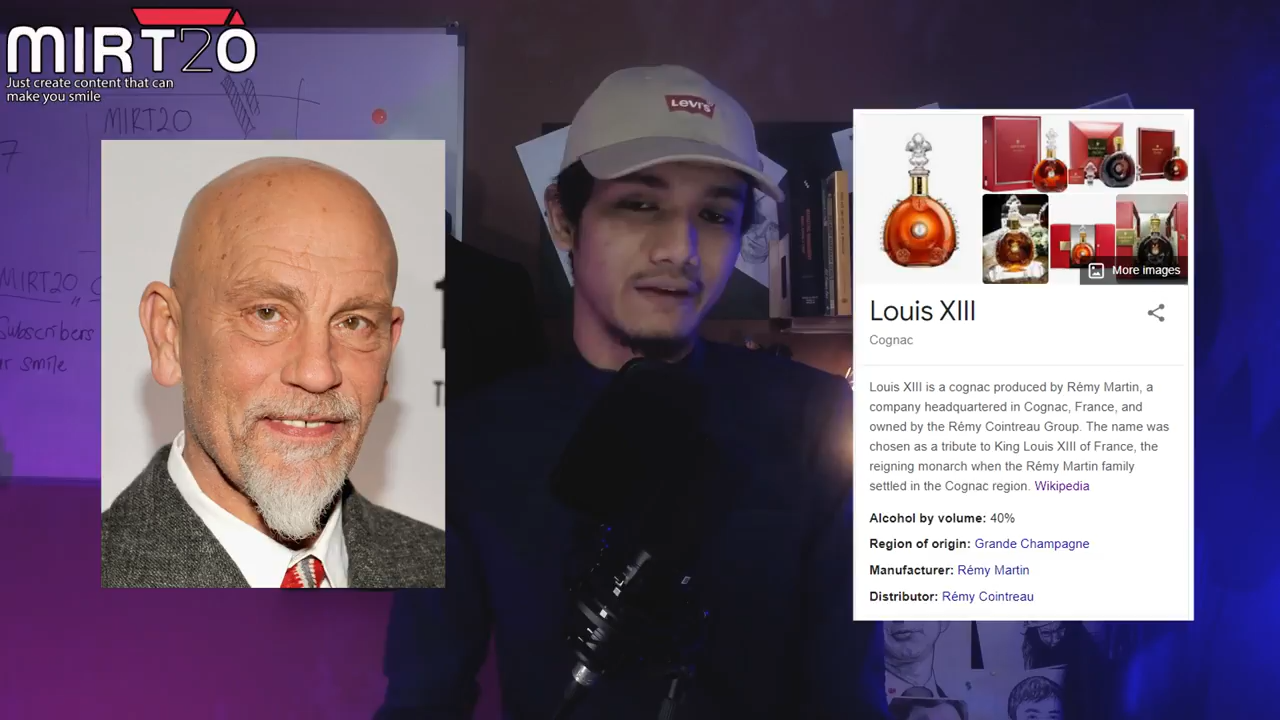 MIRT20
Just create content that can
make you smile
MIRT20
7
MIRT20
Subscribers
smile
Levi's
More images
Louis XIII
Cognac
Louis XIII is a cognac produced by Rémy Martin, a
company headquartered in Cognac, France, and
owned by the Rémy Cointreau Group. The name was
chosen as a tribute to King Louis XIII of France, the
reigning monarch when the Rémy Martin family
settled in the Cognac region. Wikipedia
Alcohol by volume: 40%
Region of origin: Grande Champagne
Manufacturer: Rémy Martin
Distributor: Rémy Cointreau